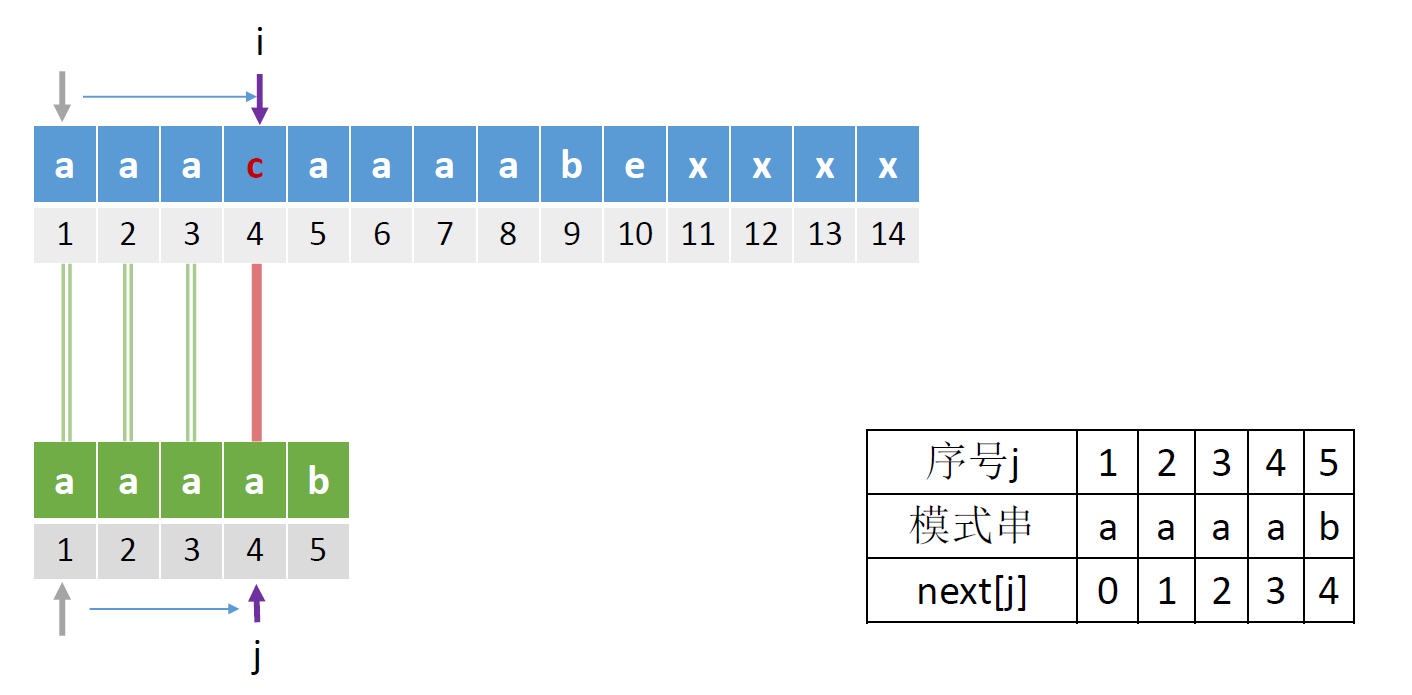 i
a a a c a a a a b e x x x x
1 2 3 4 5 6 7 8 9 10 11 12 13 14
a a a a b
1 2 3 4 5
j
序号j 1 2 3 4 5
模式串 a a a a b
next[j] 0 1 2 3 4